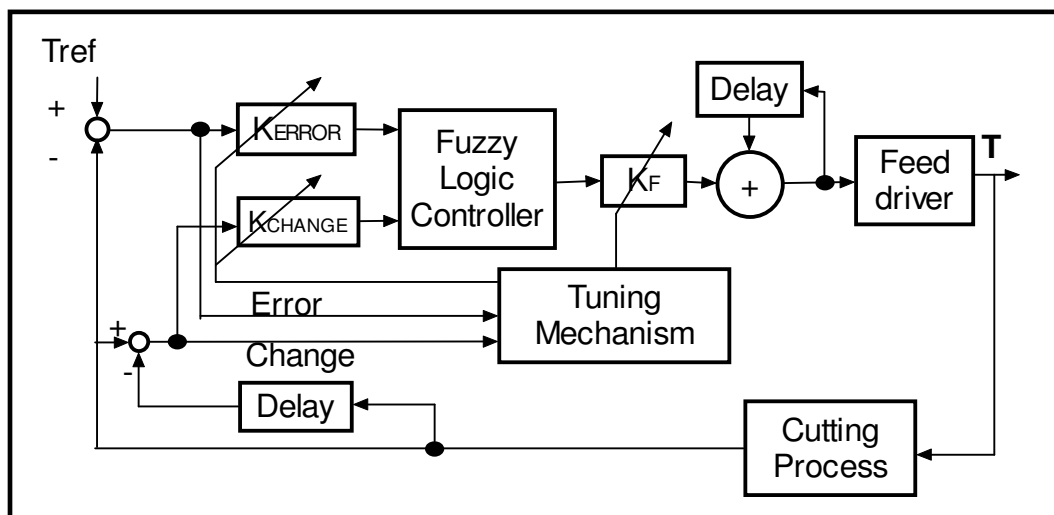 Tref
+
-
KERROR
KCHANGE
Fuzzy
Logic
Controller
KF
Delay
+
Feed
driver
T
Error
Change
Tuning
Mechanism
+
-
Delay
Cutting
Process